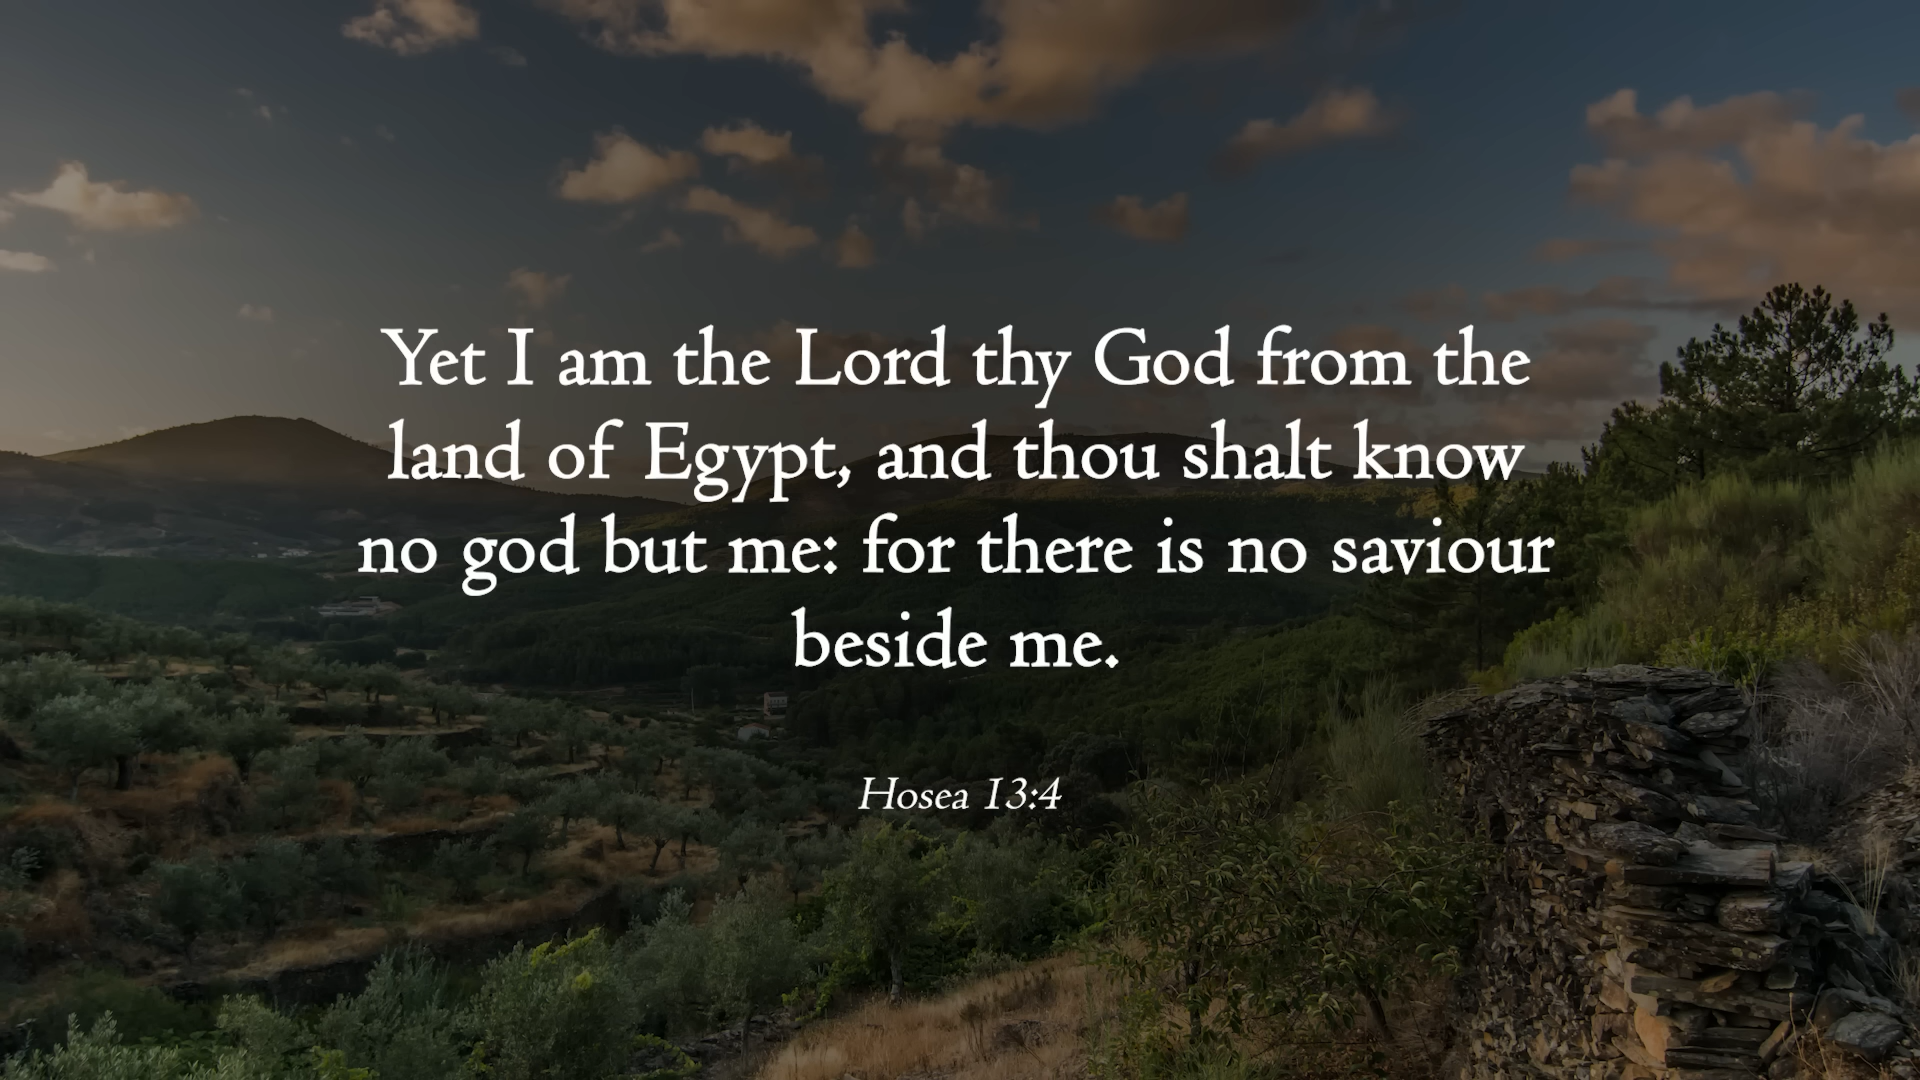 Yet I am the Lord thy God from the
land of Egypt, and thou shalt know
no god but me: for there is no saviour
beside me.
Hosea 13:4